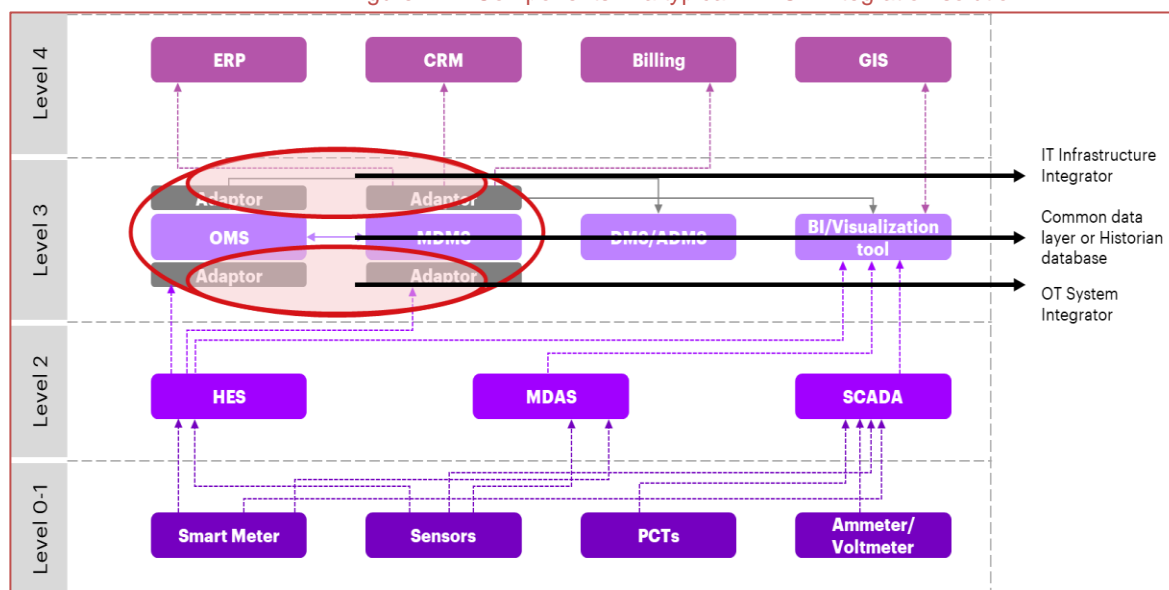 Level 4
ERP
CRM
Billing
GIS
IT Infrastructure
Integrator
Level 3
Adaptor
Adaptor
OMS
MDMS
DMS/ADMS
BI/Visualization
tool
Common data
layer or Historian
database
Adaptor
Adaptor
OT System
Integrator
Level 2
HES
MDAS
SCADA
Level 0-1
Smart Meter
Sensors
PCTs
Ammeter/
Voltmeter